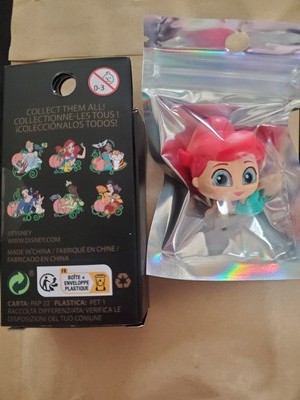 0-3
COLLECT THEM ALL!
COLLECTIONNE-LES TOUS !
¡COLECCIÓNALOS TODOS!
©DISNEY
WWW.DISNEY.COM
MADE IN CHINA / FABRIQUÉ EN CHINE /
FABRICADO EN CHINA
FR
BOÎTE +
ENVELOPPE
PLASTIQUE
CARTA: PAP 22 PLASTICA: PET 1
RACCOLTA DIFFERENZIATA: VERIFICA LE
DISPOSIZIONI DEL TUO COMUNE